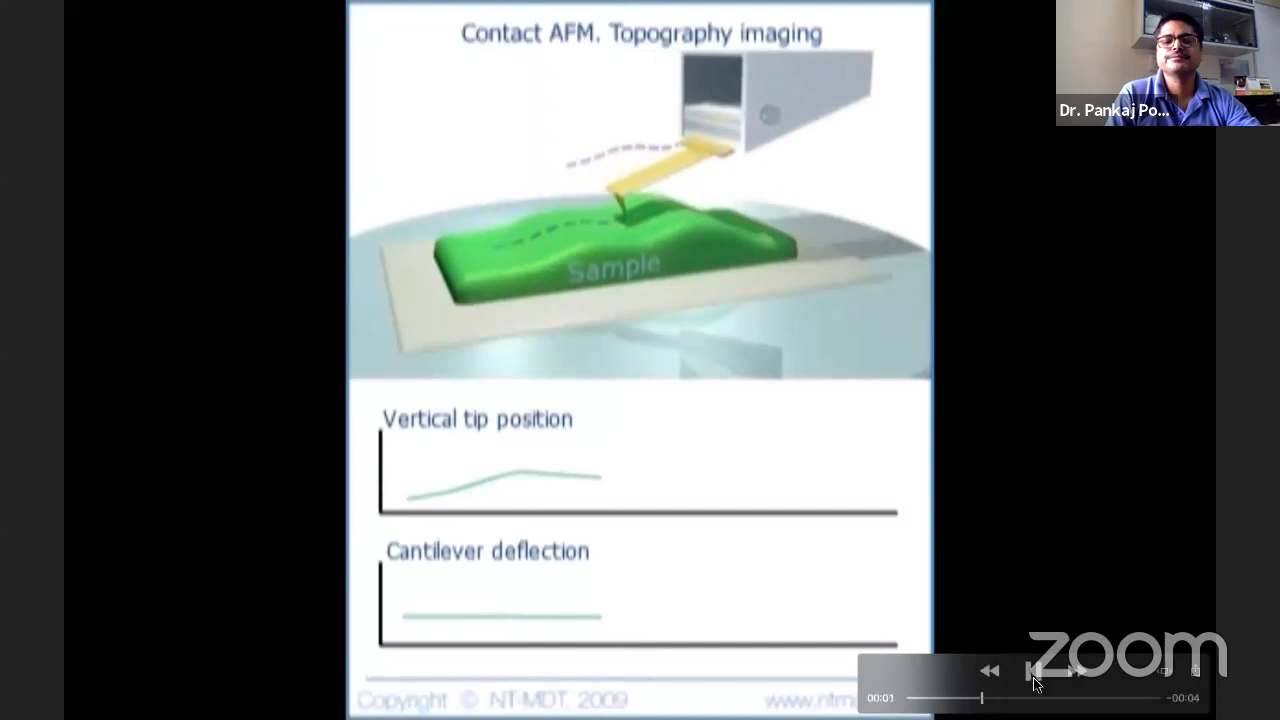 Contact AFM. Topography imaging
Dr. Pankaj Po...
Sample
Vertical tip position
Cantilever deflection
zoom
00:01
-00:04
Copyright © NT-MDT, 2009